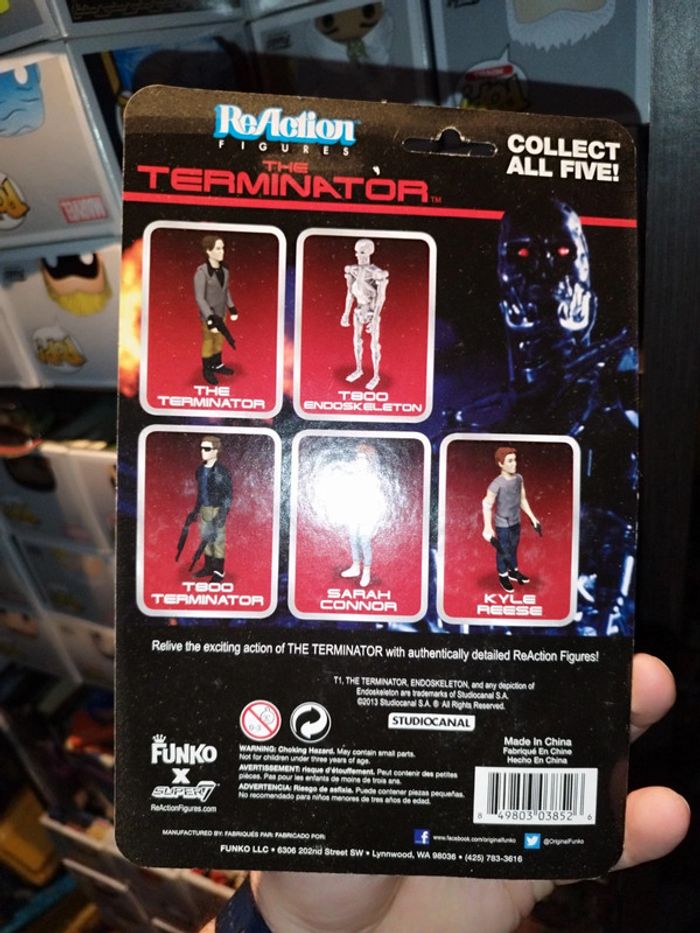 ReAction
FIGURES
COLLECT
ALL FIVE!
THE
TERMINATOR™
THE
TERMINATOR
T800
ENDOSKELETON
T800
TERMINATOR
SARAH
CONNOR
KYLE
REESE
Relive the exciting action of THE TERMINATOR with authentically detailed ReAction Figures!
T1, THE TERMINATOR, ENDOSKELETON, and any depiction of
Endoskeleton are trademarks of Studiocanal S.A.
©2013 Studiocanal S.A. ® All Rights Reserved.
STUDIOCANAL
0-3
FUNKO
X
SUPER7
ReActionFigures.com
WARNING: Choking Hazard. May contain small parts.
Not for children under three years of age.
AVERTISSEMENT: risque d'étouffement. Peut contenir des petites
pièces. Pas pour les enfants de moins de trois ans.
ADVERTENCIA: Riesgo de asfixia. Puede contener piezas pequeñas.
No recomendado para niños menores de tres años de edad.
Made In China
Fabriqué En Chine
Hecho En China
8 49803 03852 6
MANUFACTURED BY: FABRIQUÉS PAR: FABRICADO POR:
www.facebook.com/originalfunko
@OriginalFunko
FUNKO LLC • 6306 202nd Street SW • Lynnwood, WA 98036 • (425) 783-3616
MARVEL